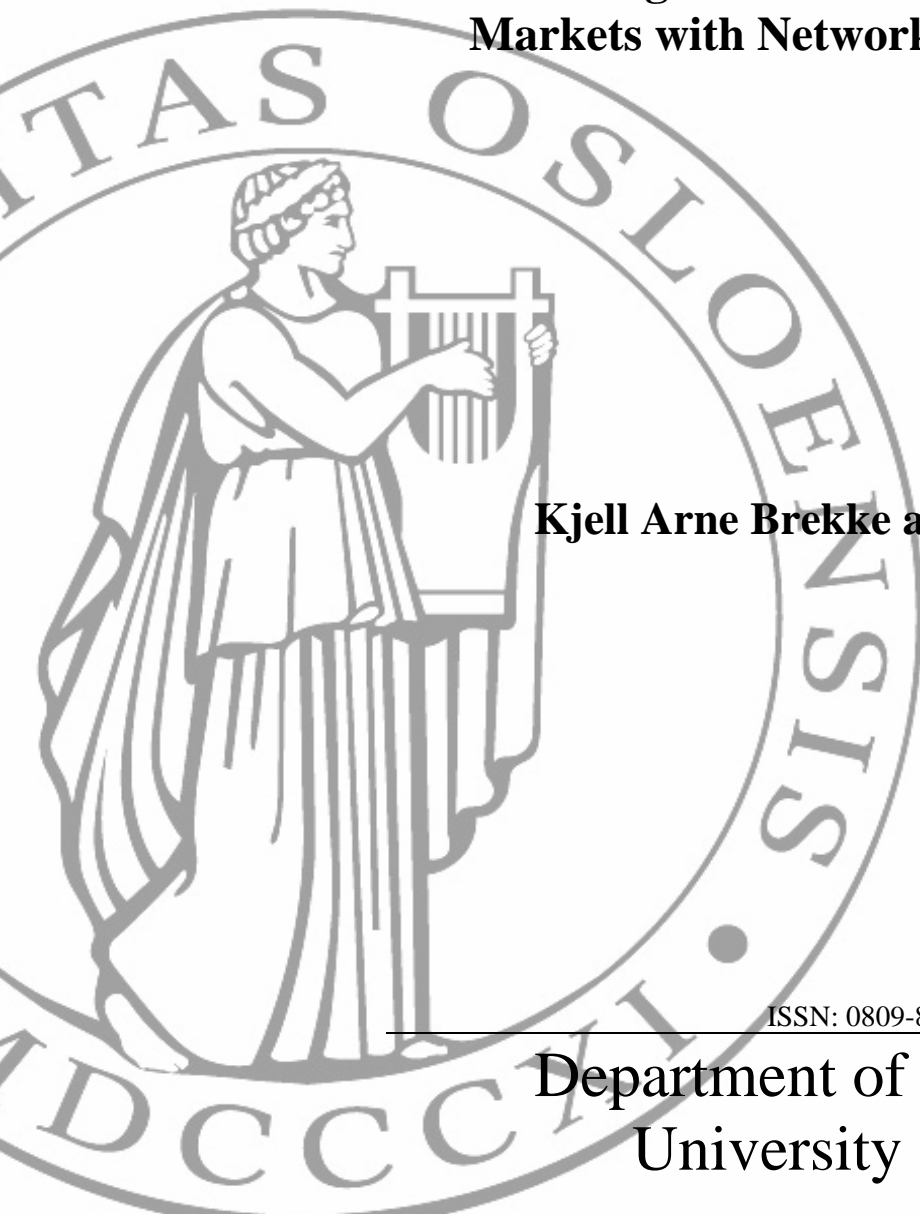 Markets with Network
Kjell Arne Brekke a
ISSN: 0809-8
Department of
University
TAS OSLOENSIS •
MDCCCXI